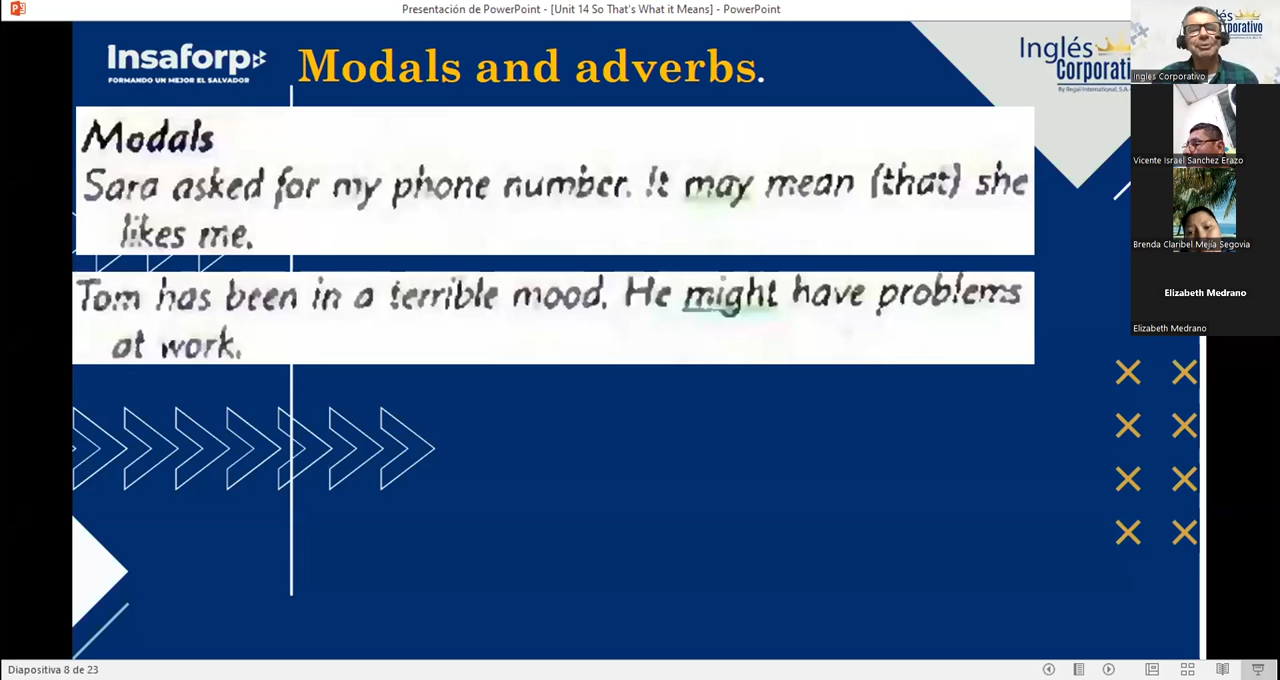 Presentación de PowerPoint - [Unit 14 So That's What it Means] - PowerPoint
Insaforp
FORMANDO UN MEJOR EL SALVADOR
Modals and adverbs.
Inglés
Corporati
By Regal International, S.A.
Modals
Sara asked for my phone number. It may mean (that) she
likes me.
Tom has been in a terrible mood. He might have problems
at work.
Ingles Corporativo
Vicente Israel Sanchez Erazo
Brenda Claribel Mejía Segovia
Elizabeth Medrano
Elizabeth Medrano
Diapositiva 8 de 23